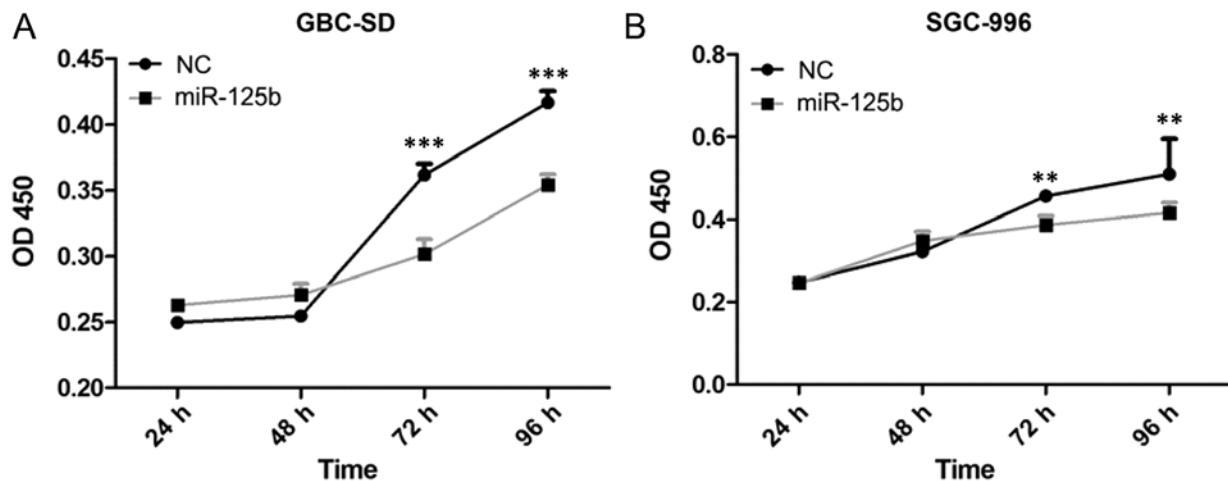 A
GBC-SD
NC
miR-125b
OD 450
0.45
0.40
0.35
0.30
0.25
0.20
***
***
24 h
48 h
72 h
96 h
Time
B
SGC-996
NC
miR-125b
OD 450
0.8
0.6
0.4
0.2
0.0
**
**
24 h
48 h
72 h
96 h
Time